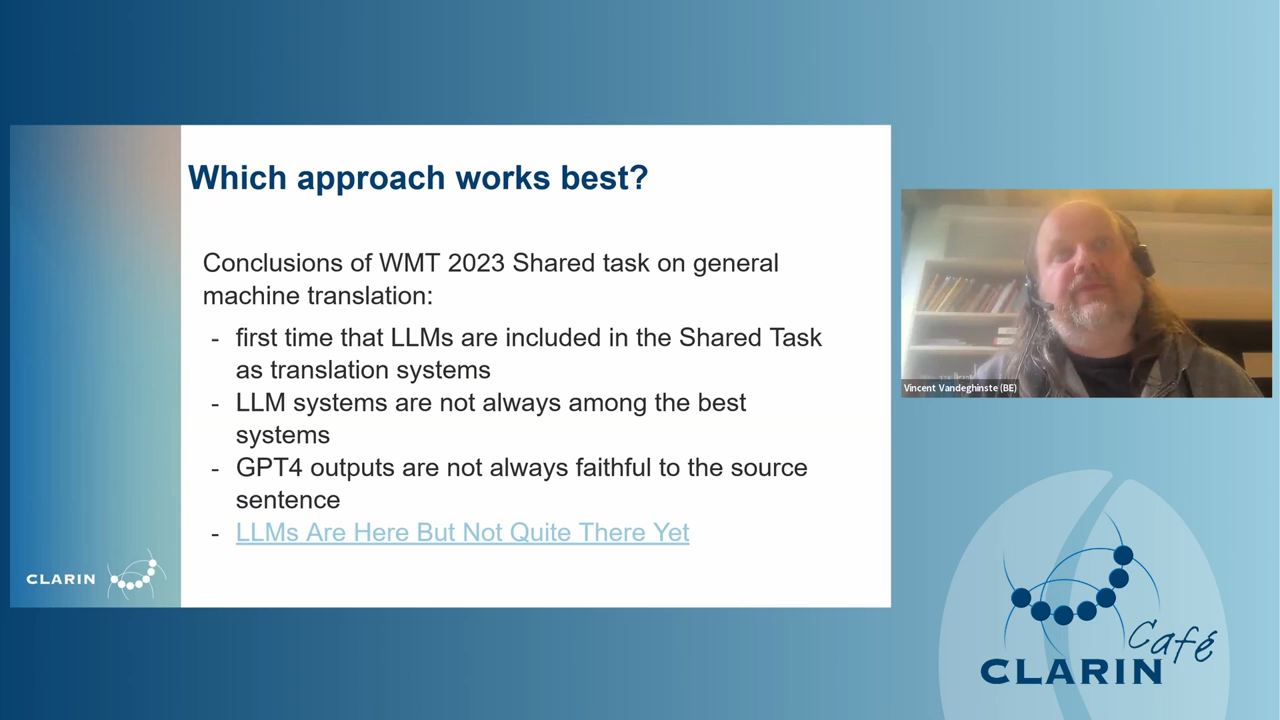 Which approach works best?
Conclusions of WMT 2023 Shared task on general
machine translation:
- first time that LLMs are included in the Shared Task
as translation systems
- LLM systems are not always among the best
systems
- GPT4 outputs are not always faithful to the source
sentence
- LLMs Are Here But Not Quite There Yet
CLARIN
Vincent Vandeghinste (BE)
Café
CLARIN